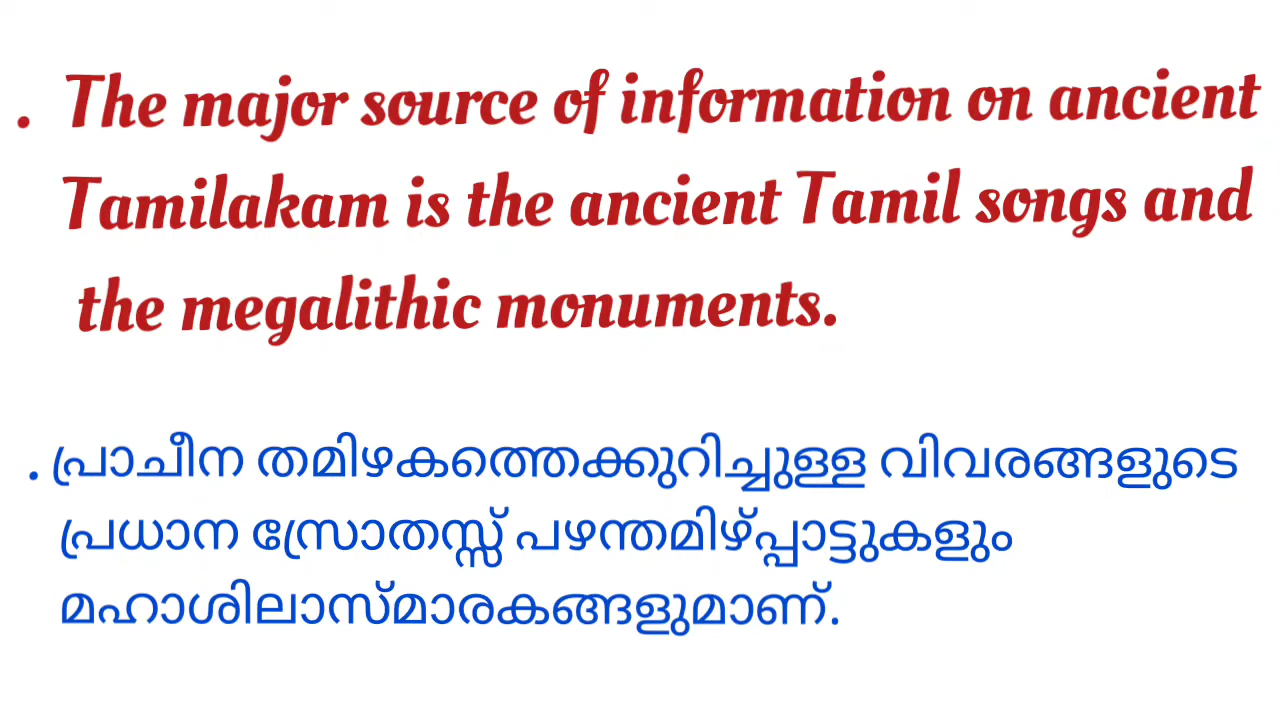 . The major source of information on ancient
Tamilakam is the ancient Tamil songs and
the megalithic monuments.
. പ്രാചീന തമിഴകത്തെക്കുറിച്ചുള്ള വിവരങ്ങളുടെ
പ്രധാന സ്രോതസ്സ് പഴന്തമിഴ്പ്പാട്ടുകളും
മഹാശിലാസ്മാരകങ്ങളുമാണ്.